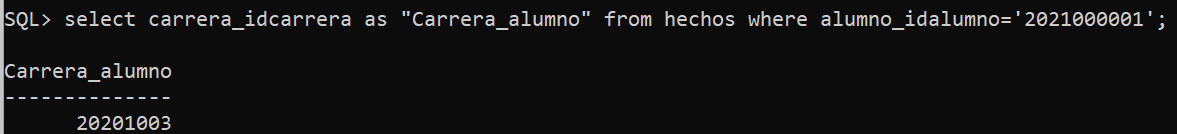 SQL> select carrera_idcarrera as "Carrera_alumno" from hechos where alumno_idalumno='2021000001';
Carrera_alumno
--------------
20201003